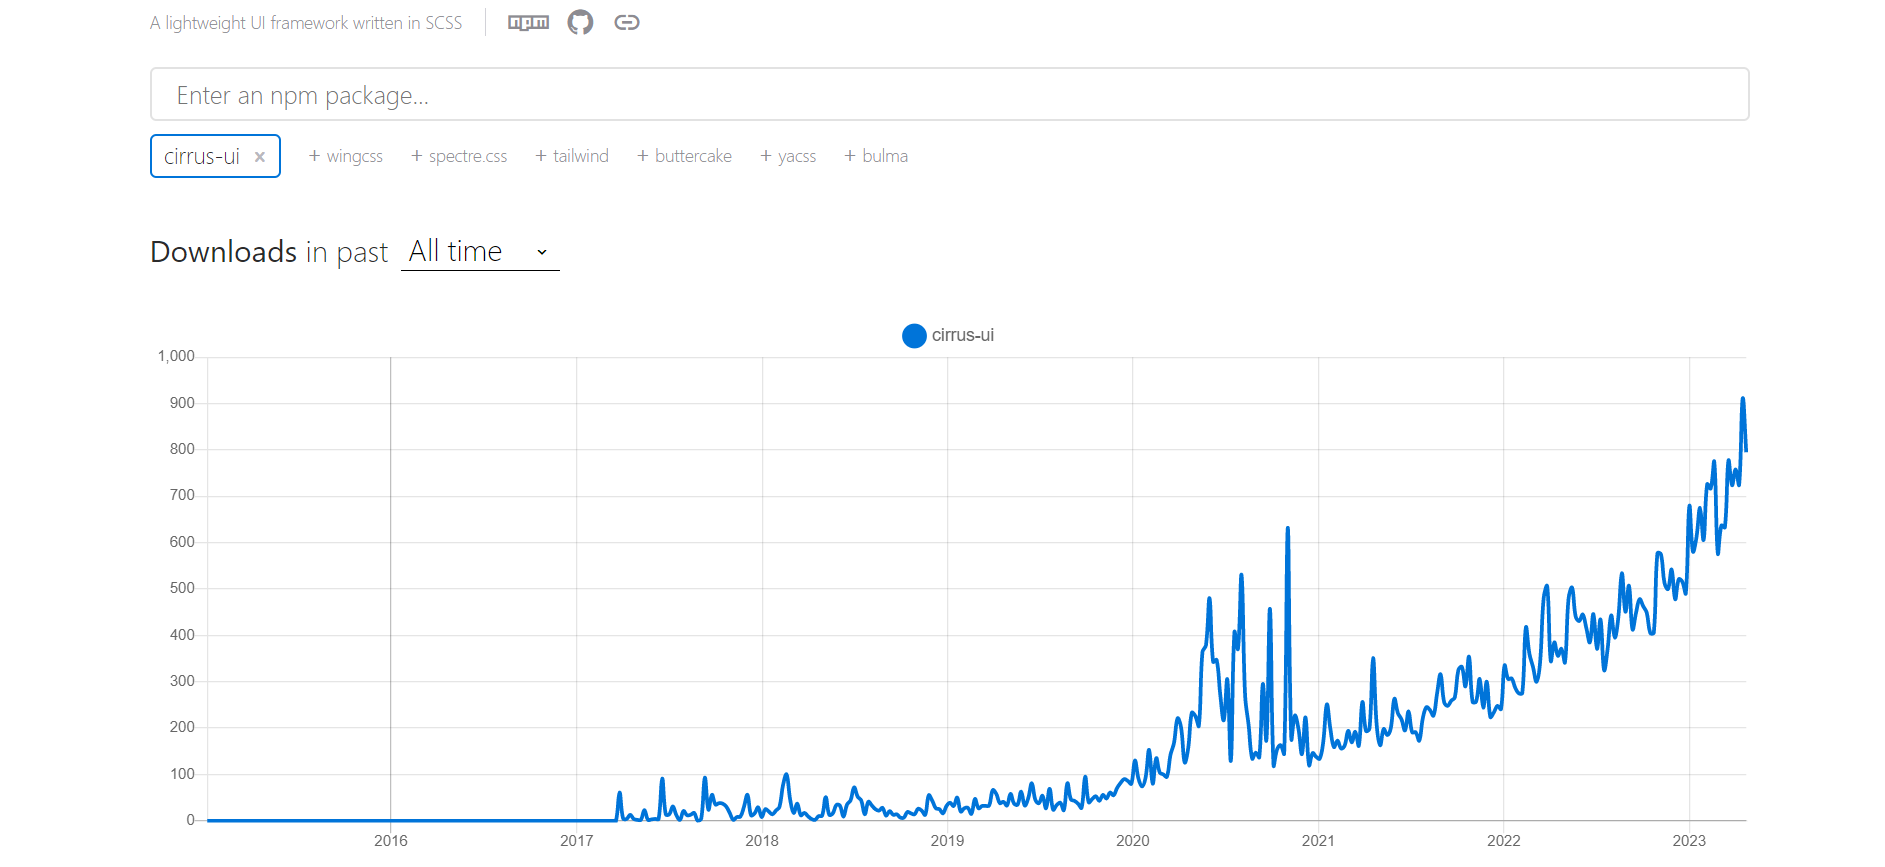 A lightweight UI framework written in SCSS npm
Enter an npm package...
cirrus-ui × + wingcss + spectre.css + tailwind + buttercake + yacss + bulma
Downloads in past All time
cirrus-ui
1,000
900
800
700
600
500
400
300
200
100
0
2016 2017 2018 2019 2020 2021 2022 2023